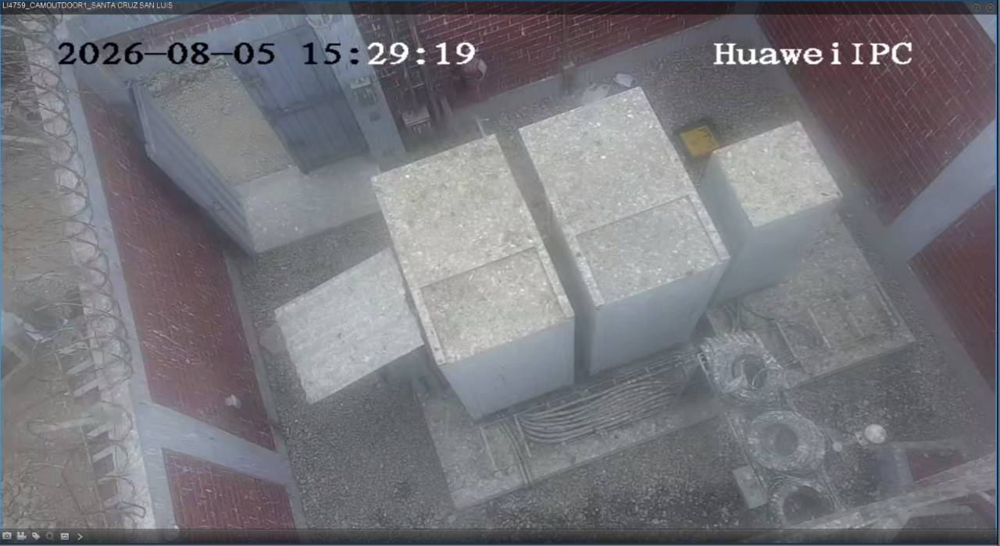 LI4759_CAMOUTDOOR1_SANTA CRUZ SAN LUIS
2026-08-05 15:29:19
HuaweiIPC